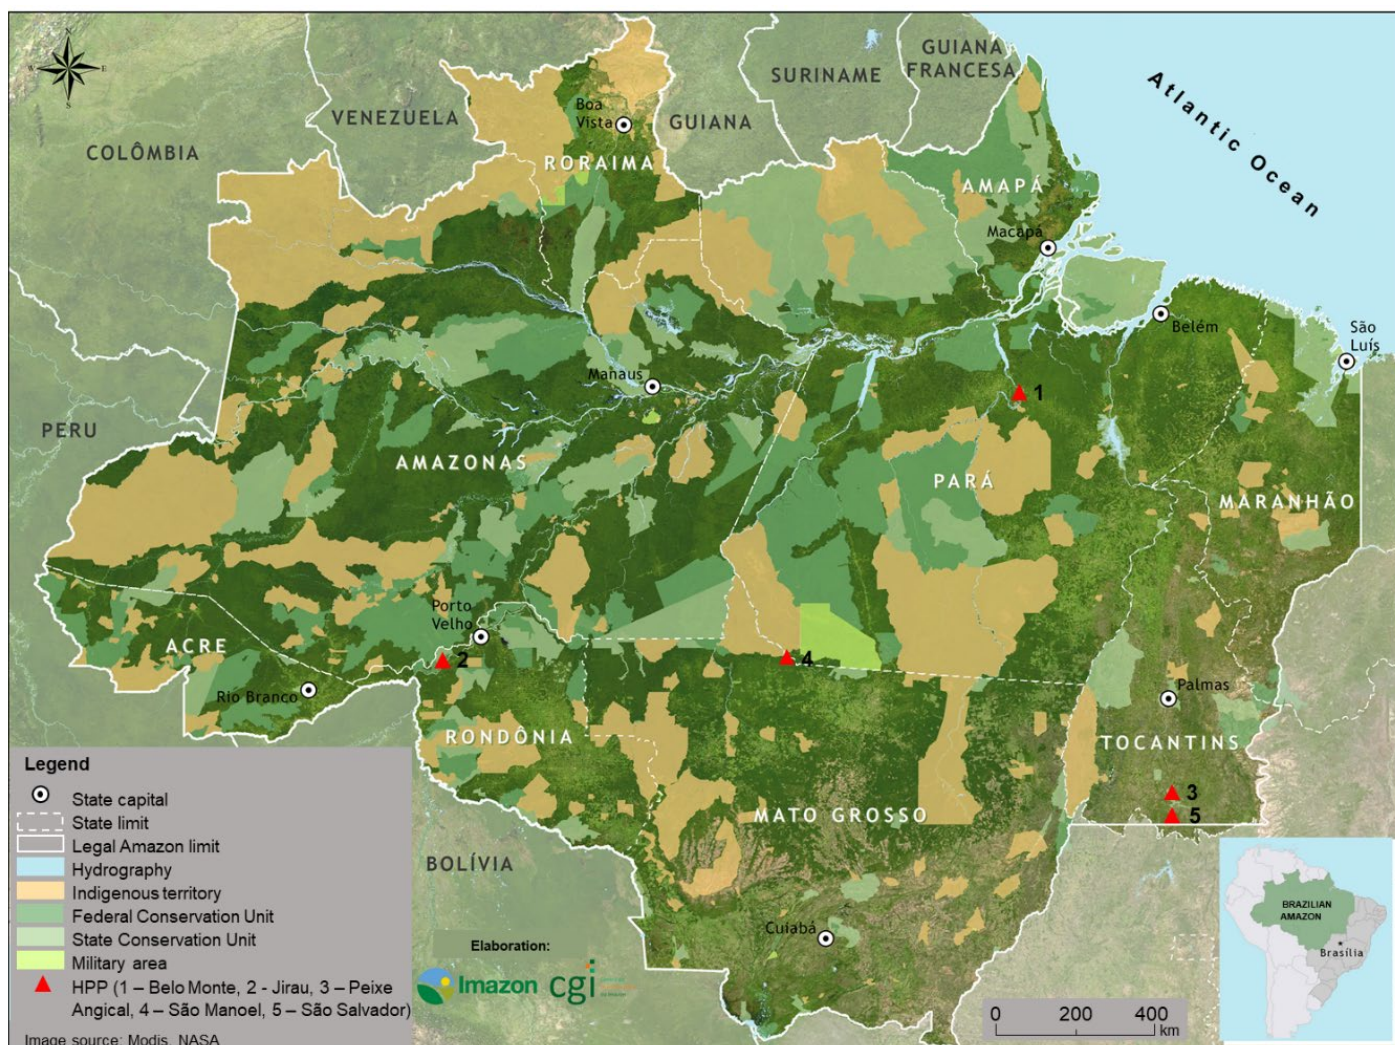 GUIANA
FRANCESA
SURINAME
Atlantic Ocean
VENEZUELA
Boa
Vista
GUIANA
COLÔMBIA
RORAIMA
AMAPÁ
Macapá
Belém
São
Luís
Manaus
1
PERU
AMAZONAS
PARÁ
MARANHÃO
Porto
Velho
ACRE
2
4
Rio Branco
Palmas
RONDÔNIA
TOCANTINS
3
MATO GROSSO
5
BOLÍVIA
Cuiabá
Legend
State capital
State limit
Legal Amazon limit
Hydrography
Indigenous territory
Federal Conservation Unit
State Conservation Unit
Military area
HPP (1 – Belo Monte, 2 - Jirau, 3 – Peixe
Angical, 4 – São Manoel, 5 – São Salvador)
Image source: Modis, NASA
Elaboration:
Imazon cgi
0 200 400
km
BRAZILIAN
AMAZON
Brasília